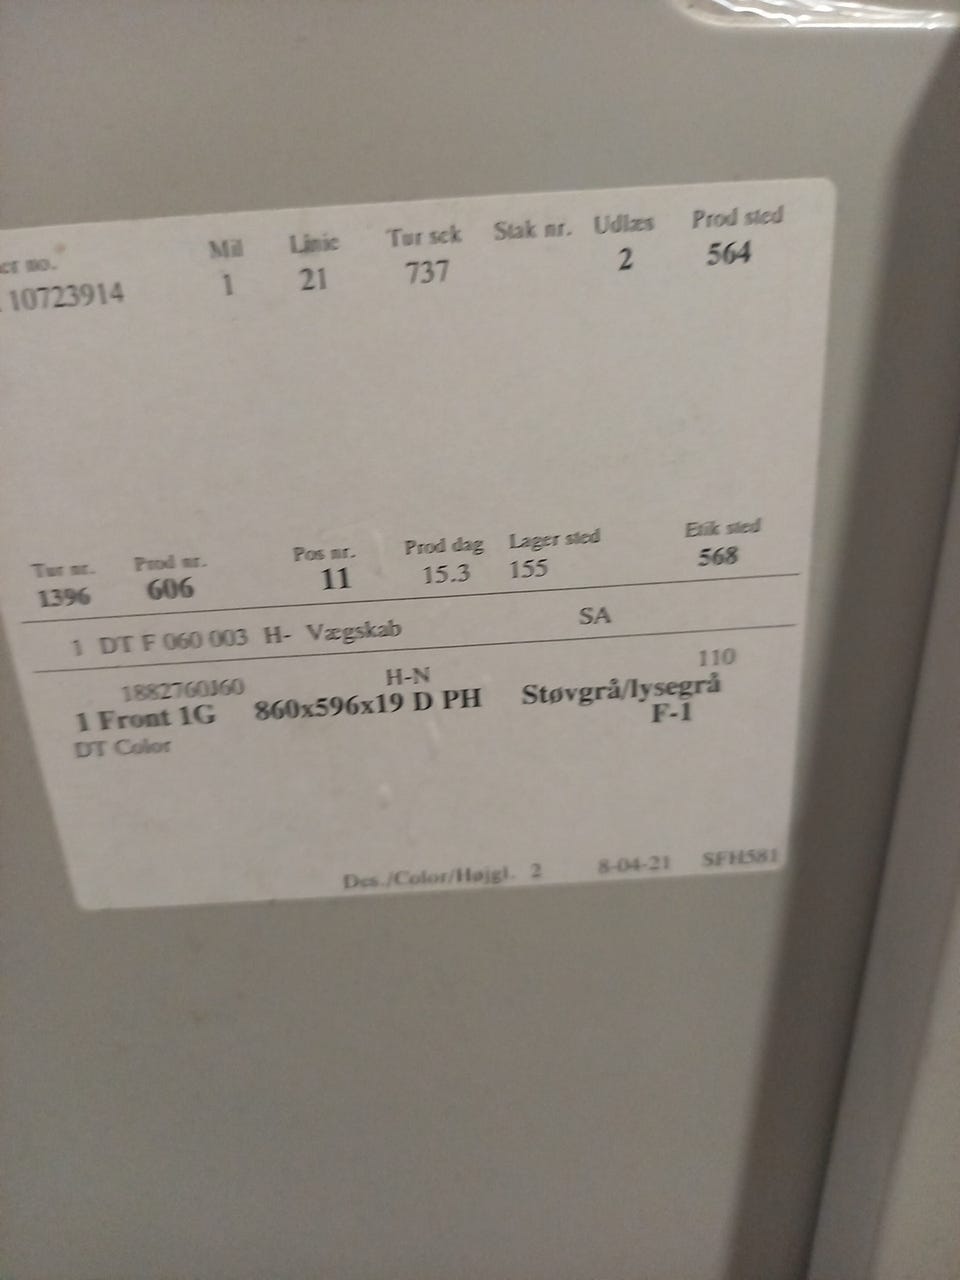 er no. Mil Linie Tur sek Stak nr. Udlæs Prod sted
10723914 1 21 737 2 564
Tur nr. Prod nr. Pos nr. Prod dag Lager sted Etik sted
1396 606 11 15.3 155 568
1 DT F 060 003 H- Vægskab SA
1882760J60 H-N 110
1 Front 1G 860x596x19 D PH Støvgrå/lysegrå
F-1
DT Color
Des./Color/Højgl. 2 8-04-21 SFH581